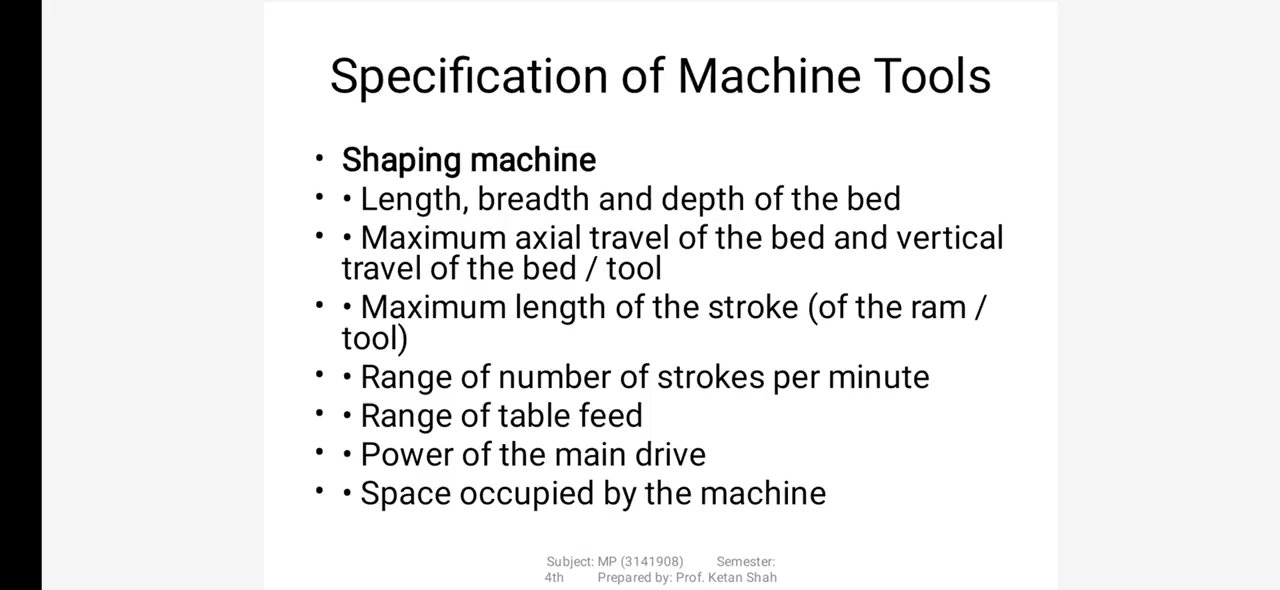 Specification of Machine Tools
• Shaping machine
• • Length, breadth and depth of the bed
• • Maximum axial travel of the bed and vertical
travel of the bed / tool
• • Maximum length of the stroke (of the ram /
tool)
• • Range of number of strokes per minute
• • Range of table feed
• • Power of the main drive
• • Space occupied by the machine
Subject: MP (3141908) Semester:
4th Prepared by: Prof. Ketan Shah